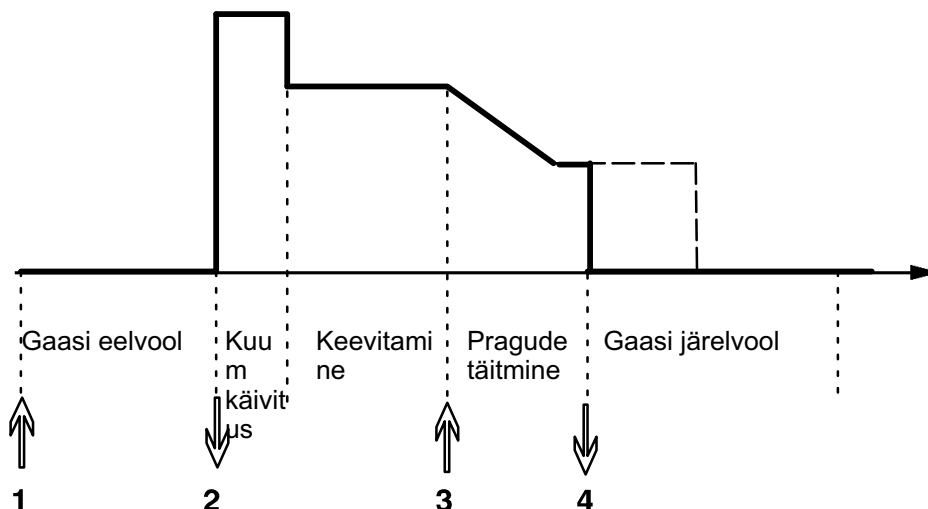 Gaasi eelvool
Kuu
m
käivit
us
Keevitami
ne
Pragude
täitmine
Gaasi järelvool
1
2
3
4